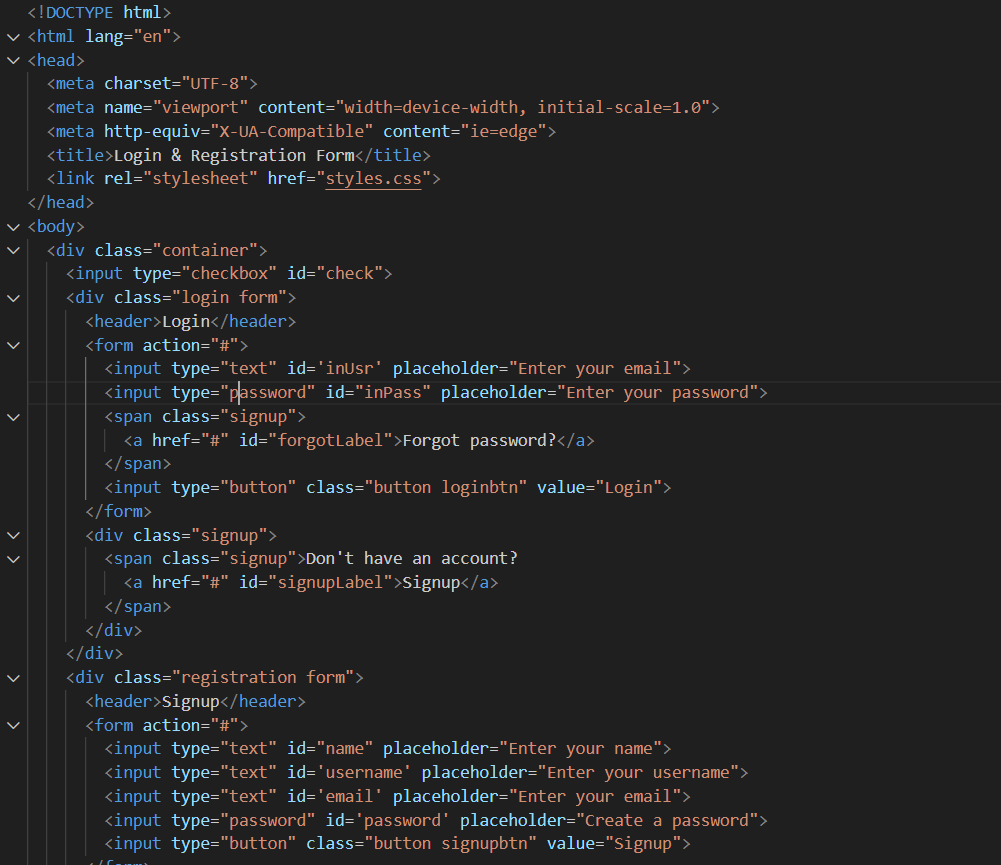 <!DOCTYPE html>
<html lang="en">
<head>
<meta charset="UTF-8">
<meta name="viewport" content="width=device-width, initial-scale=1.0">
<meta http-equiv="X-UA-Compatible" content="ie=edge">
<title>Login & Registration Form</title>
<link rel="stylesheet" href="styles.css">
</head>
<body>
<div class="container">
<input type="checkbox" id="check">
<div class="login form">
<header>Login</header>
<form action="#">
<input type="text" id='inUsr' placeholder="Enter your email">
<input type="password" id="inPass" placeholder="Enter your password">
<span class="signup">
<a href="#" id="forgotLabel">Forgot password?</a>
</span>
<input type="button" class="button loginbtn" value="Login">
</form>
<div class="signup">
<span class="signup">Don't have an account?
<a href="#" id="signupLabel">Signup</a>
</span>
</div>
</div>
<div class="registration form">
<header>Signup</header>
<form action="#">
<input type="text" id="name" placeholder="Enter your name">
<input type="text" id='username' placeholder="Enter your username">
<input type="text" id='email' placeholder="Enter your email">
<input type="password" id='password' placeholder="Create a password">
<input type="button" class="button signupbtn" value="Signup">
</form>